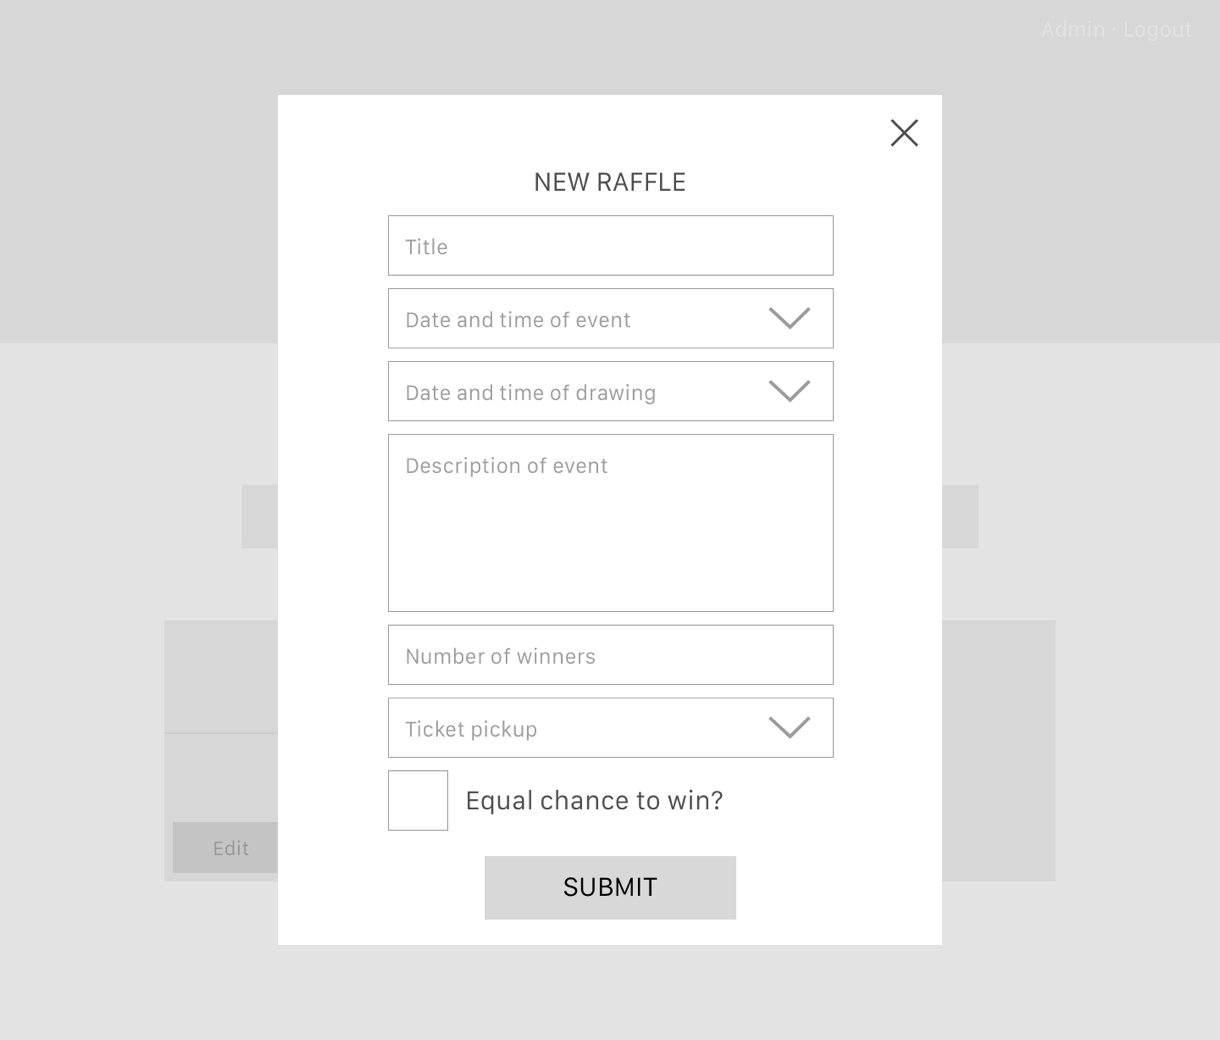 Admin · Logout
NEW RAFFLE
Title
Date and time of event
Date and time of drawing
Description of event
Number of winners
Ticket pickup
Equal chance to win?
Edit
SUBMIT